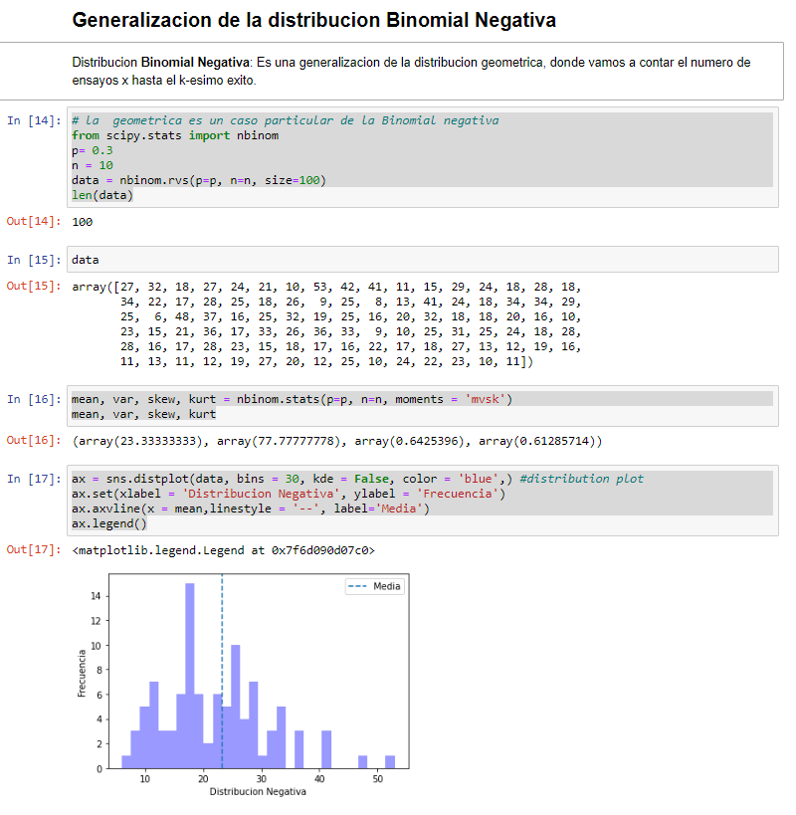 Generalizacion de la distribucion Binomial Negativa
Distribucion Binomial Negativa: Es una generalizacion de la distribucion geometrica, donde vamos a contar el numero de
ensayos x hasta el k-esimo exito.
In [14]: # la  geometrica es un caso particular de la Binomial negativa
from scipy.stats import nbinom
p= 0.3
n = 10
data = nbinom.rvs(p=p, n=n, size=100)
len(data)
Out[14]: 100
In [15]: data
Out[15]: array([27, 32, 18, 27, 24, 21, 10, 53, 42, 41, 11, 15, 29, 24, 18, 28, 18,
34, 22, 17, 28, 25, 18, 26,  9, 25,  8, 13, 41, 24, 18, 34, 34, 29,
25,  6, 48, 37, 16, 25, 32, 19, 25, 16, 20, 32, 18, 18, 20, 16, 10,
23, 15, 21, 36, 17, 33, 26, 36, 33,  9, 10, 25, 31, 25, 24, 18, 28,
28, 16, 17, 28, 23, 15, 18, 17, 16, 22, 17, 18, 27, 13, 12, 19, 16,
11, 13, 11, 12, 19, 27, 20, 12, 25, 10, 24, 22, 23, 10, 11])
In [16]: mean, var, skew, kurt = nbinom.stats(p=p, n=n, moments = 'mvsk')
mean, var, skew, kurt
Out[16]: (array(23.33333333), array(77.77777778), array(0.6425396), array(0.61285714))
In [17]: ax = sns.distplot(data, bins = 30, kde = False, color = 'blue',) #distribution plot
ax.set(xlabel = 'Distribucion Negativa', ylabel = 'Frecuencia')
ax.axvline(x = mean,linestyle = '--', label='Media')
ax.legend()
Out[17]: <matplotlib.legend.Legend at 0x7f6d090d07c0>
Media
14
12
10
8
6
4
2
0
Frecuencia
10 20 30 40 50
Distribucion Negativa